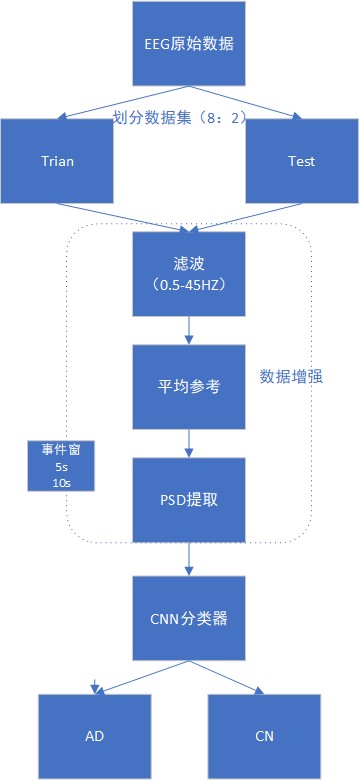 EEG原始数据
划分数据集（8：2）
Trian
Test
滤波
（0.5-45HZ）
平均参考
数据增强
事件窗
5s
10s
PSD提取
CNN分类器
AD
CN